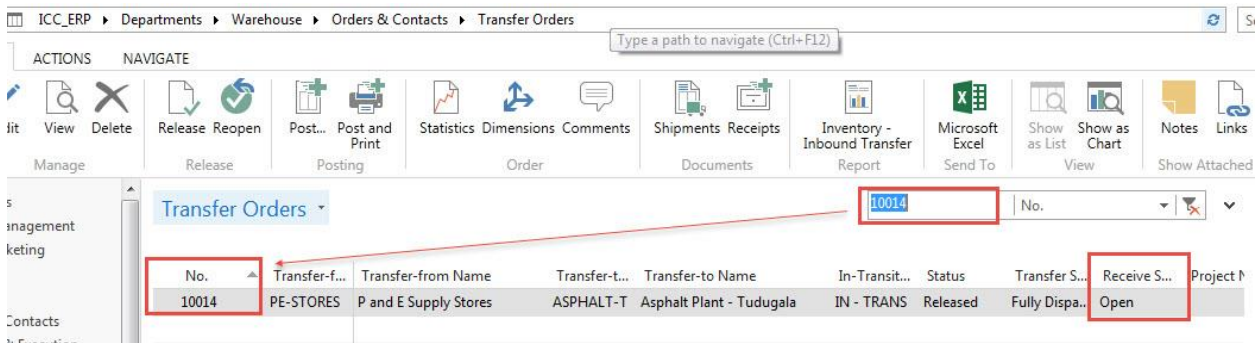 ICC_ERP ▸ Departments ▸ Warehouse ▸ Orders & Contacts ▸ Transfer Orders
Type a path to navigate (Ctrl+F12)
ACTIONS NAVIGATE
View Delete Release Reopen Post... Post and Print Statistics Dimensions Comments Shipments Receipts Inventory - Inbound Transfer Microsoft Excel Show as List Show as Chart Notes Links
Manage Release Posting Order Documents Report Send To View Show Attached
Transfer Orders
10014 No.
No. Transfer-f... Transfer-from Name Transfer-t... Transfer-to Name In-Transit... Status Transfer S... Receive S... Project
10014 PE-STORES P and E Supply Stores ASPHALT-T Asphalt Plant - Tudugala IN - TRANS Released Fully Dispa... Open
Contacts